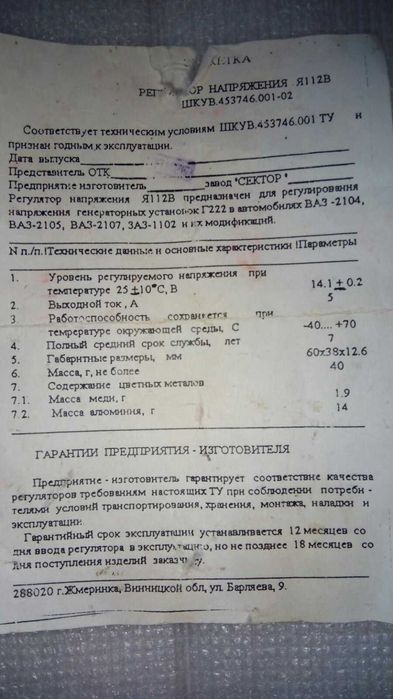 ЭТИКЕТКА
РЕГУЛЯТОР НАПРЯЖЕНИЯ Я112В
ШКУВ.453746.001-02
Соответствует техническим условиям ШКУВ.453746.001 ТУ и
признан годным к эксплуатации.
Дата выпуска
Представитель ОТК
Предприятие изготовитель завод "СЕКТОР"
Регулятор напряжения Я112В предназначен для регулирования
напряжения генераторных установок Г222 в автомобилях ВАЗ -2104,
ВАЗ-2105, ВАЗ-2107, ЗАЗ-1102 и их модификаций.
N п./п.!Технические данные и основные характеристики !Параметры
1. Уровень регулируемого напряжения при
температуре 25±10°С, В 14.1±0.2
2. Выходной ток , А 5
3. Работоспособность сохраняется при
температуре окружающей среды, С -40.... +70
4. Полный средний срок службы, лет 7
5. Габаритные размеры, мм 60х38х12.6
6. Масса, г, не более 40
7. Содержание цветных металов
7.1. Масса меди, г 1.9
7.2. Масса алюминия, г 14
ГАРАНТИИ ПРЕДПРИЯТИЯ - ИЗГОТОВИТЕЛЯ
Предприятие - изготовитель гарантирует соответствие качества
регуляторов требованиям настоящих ТУ при соблюдении потреби -
телями условий транспортирования, хранения, монтажа, наладки и
эксплуатации.
Гарантийный срок эксплуатации устанавливается 12 месяцев со
дня ввода регулятора в эксплуатацию, но не позднее 18 месяцев со
дня поступления изделий заказчику.
288020 г.Жмеринка, Винницкой обл, ул. Барляева, 9.